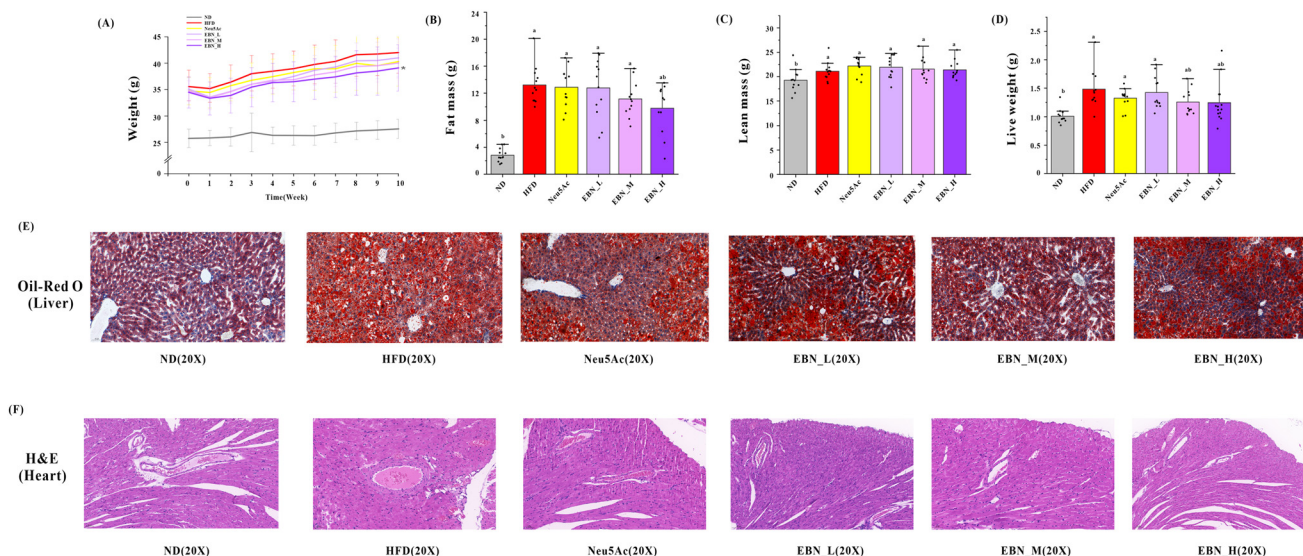 (A)
ND
HFD
Neu5Ac
EBN_L
EBN_M
EBN_H
Weight (g)
45
40
35
30
25
0
*
0 1 2 3 4 5 6 7 8 9 10
Time(Week)
(B)
Fat mass (g)
24
20
16
12
8
4
0
b a a a a ab
ND HFD Neu5Ac EBN_L EBN_M EBN_H
(C)
Lean mass (g)
30
25
20
15
10
5
0
b a a a a a
ND HFD Neu5Ac EBN_L EBN_M EBN_H
(D)
Live weight (g)
2.5
2.0
1.5
1.0
0.5
0.0
b a a a ab ab
ND HFD Neu5Ac EBN_L EBN_M EBN_H
(E)
Oil-Red O
(Liver)
ND(20X) HFD(20X) Neu5Ac(20X) EBN_L(20X) EBN_M(20X) EBN_H(20X)
(F)
H&E
(Heart)
ND(20X) HFD(20X) Neu5Ac(20X) EBN_L(20X) EBN_M(20X) EBN_H(20X)